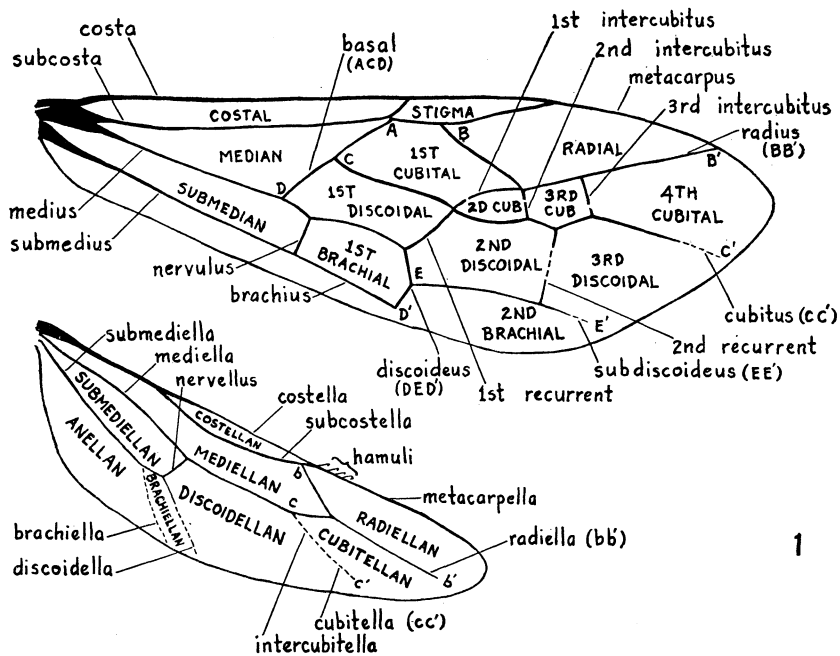 costa
subcosta
basal
(ACD)
1st intercubitus
2nd intercubitus
metacarpus
3rd intercubitus
radius
(BB')
COSTAL
STIGMA
A
B
RADIAL
B'
MEDIAN
C
1ST
CUBITAL
D
1ST
DISCOIDAL
2D CUB
3RD
CUB
4TH
CUBITAL
medius
submedius
SUBMEDIAN
nervulus
1ST
BRACHIAL
brachius
E
2ND
DISCOIDAL
3RD
DISCOIDAL
C'
D'
2ND
BRACHIAL
E'
cubitus (CC')
2nd recurrent
subdiscoideus (EE')
discoideus
(DED')
1st recurrent
submediella
mediella
nervellus
costella
subcostella
hamuli
metacarpella
radiella (bb')
SUBMEDIELLAN
COSTELLAN
ANELLAN
MEDIELLAN
b
c
BRACHIELLAN
DISCOIDELLAN
RADIELLAN
CUBITELLAN
b'
c'
brachiella
discoidella
cubitella (cc')
intercubitella
1